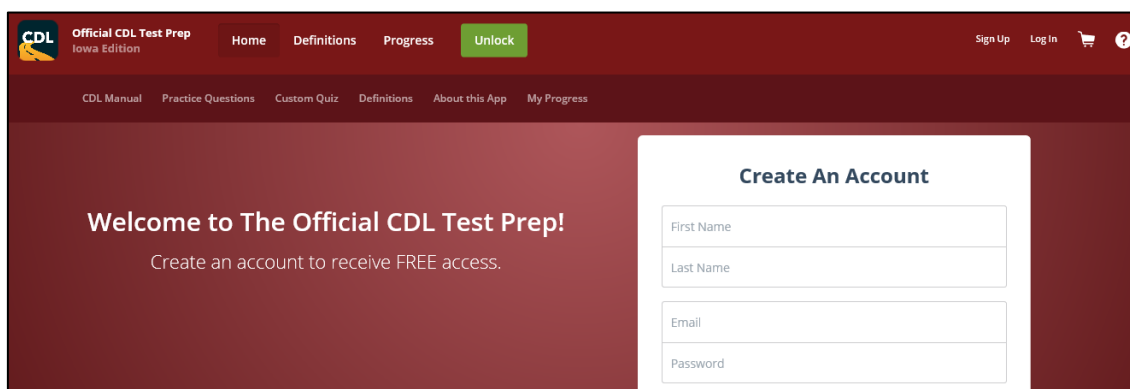 CDL
Official CDL Test Prep
Iowa Edition
Home Definitions Progress Unlock
Sign Up Log In ?
CDL Manual Practice Questions Custom Quiz Definitions About this App My Progress
Welcome to The Official CDL Test Prep!
Create an account to receive FREE access.
Create An Account
First Name
Last Name
Email
Password